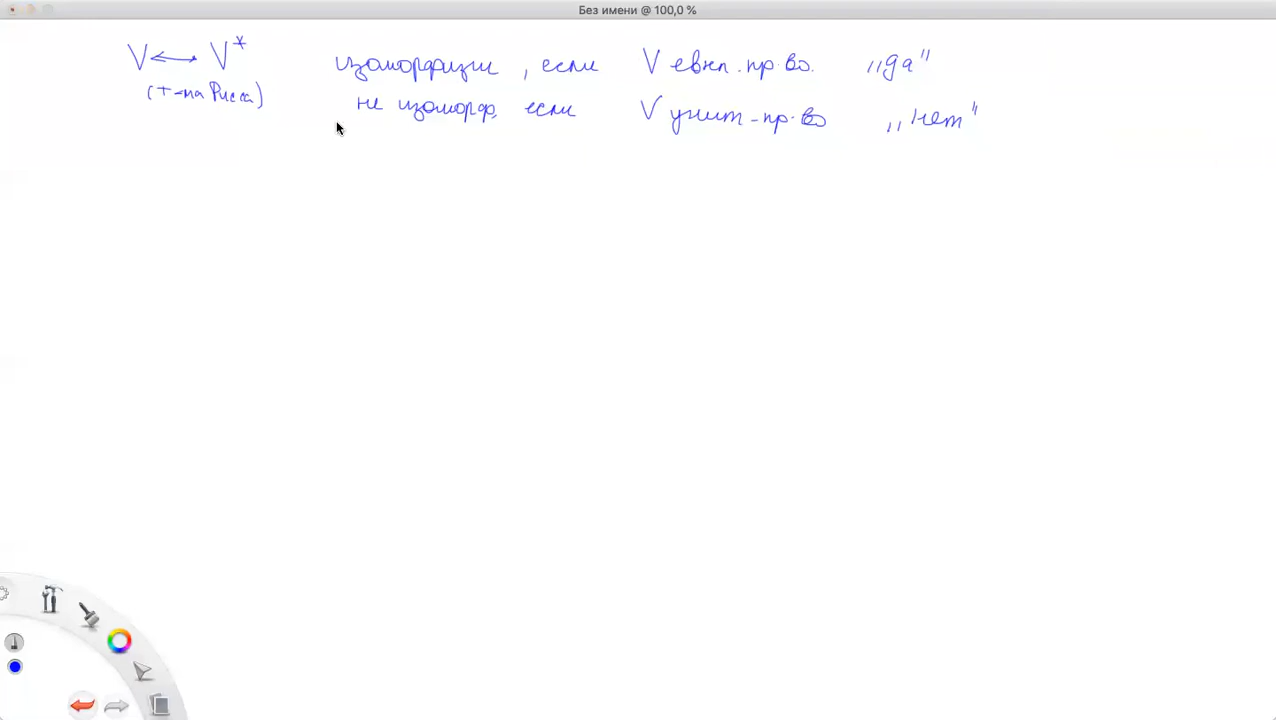 Без имени @ 100,0 %
V ⟷ V* изоморфизм, если V евкл. пр-во. „да"
(т-ма Рисса) не изоморф. если V унит-пр-во „нет"